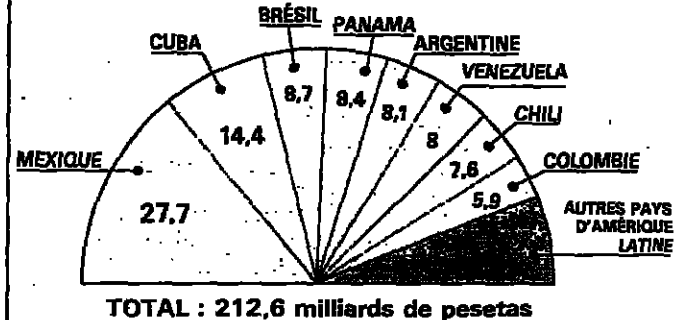 BRÉSIL
PANAMA
CUBA
ARGENTINE
VENEZUELA
CHILI
MEXIQUE
COLOMBIE
27,7
14,4
8,7
8,4
8,1
8
7,6
5,9
AUTRES PAYS
D'AMÉRIQUE
LATINE
TOTAL : 212,6 milliards de pesetas